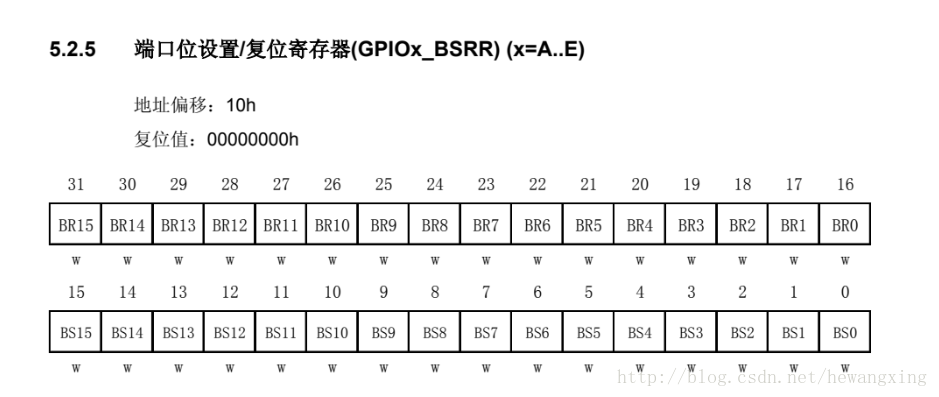 5.2.5 端口位设置/复位寄存器(GPIOx_BSRR) (x=A..E)
地址偏移：10h
复位值：00000000h
31 30 29 28 27 26 25 24 23 22 21 20 19 18 17 16
BR15 BR14 BR13 BR12 BR11 BR10 BR9 BR8 BR7 BR6 BR5 BR4 BR3 BR2 BR1 BR0
w w w w w w w w w w w w w w w w
15 14 13 12 11 10 9 8 7 6 5 4 3 2 1 0
BS15 BS14 BS13 BS12 BS11 BS10 BS9 BS8 BS7 BS6 BS5 BS4 BS3 BS2 BS1 BS0
w w w w w w w w w w w w w w w w
http://blog.csdn.net/hewangxing